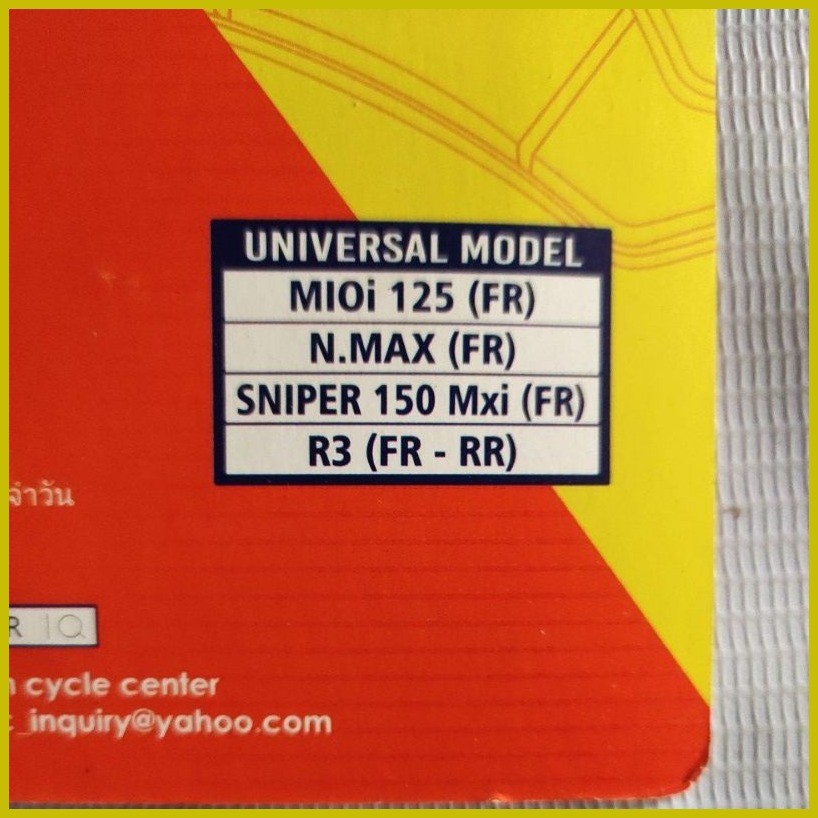 UNIVERSAL MODEL
MIOi 125 (FR)
N.MAX (FR)
SNIPER 150 Mxi (FR)
R3 (FR - RR)
จำวัน
R
cycle center
inquiry@yahoo.com